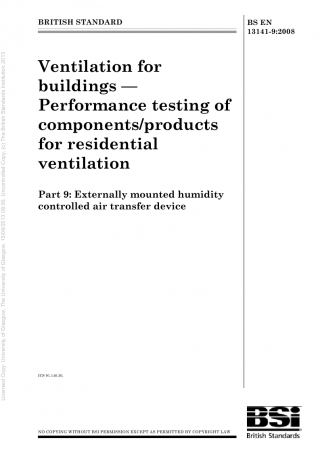 BRITISH STANDARD
BS EN
13141-9:2008
Ventilation for
buildings —
Performance testing of
components/products
for residential
ventilation
Part 9: Externally mounted humidity
controlled air transfer device
NO COPYING WITHOUT BSI PERMISSION EXCEPT AS PERMITTED BY COPYRIGHT LAW
BSi
British Standards